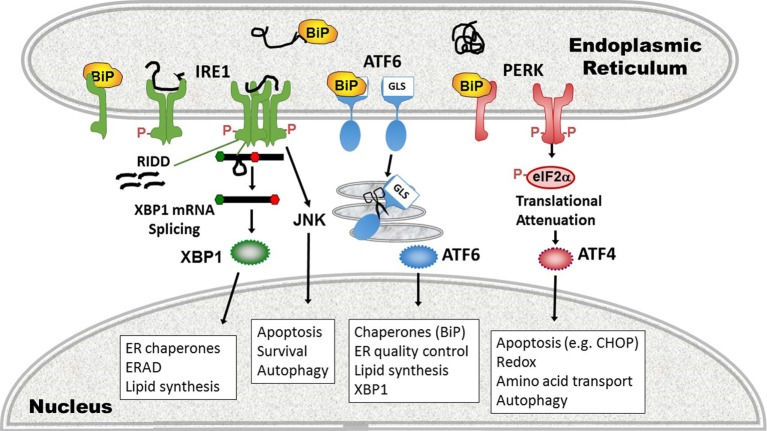 BiP
Endoplasmic
Reticulum
BiP
IRE1
ATF6
BiP
GLS
BiP
PERK
P-
P-
-P
P-
-P
RIDD
XBP1 mRNA
Splicing
XBP1
JNK
GLS
ATF6
P-
eIF2α
Translational
Attenuation
ATF4
ER chaperones
ERAD
Lipid synthesis
Apoptosis
Survival
Autophagy
Chaperones (BiP)
ER quality control
Lipid synthesis
XBP1
Apoptosis (e.g. CHOP)
Redox
Amino acid transport
Autophagy
Nucleus